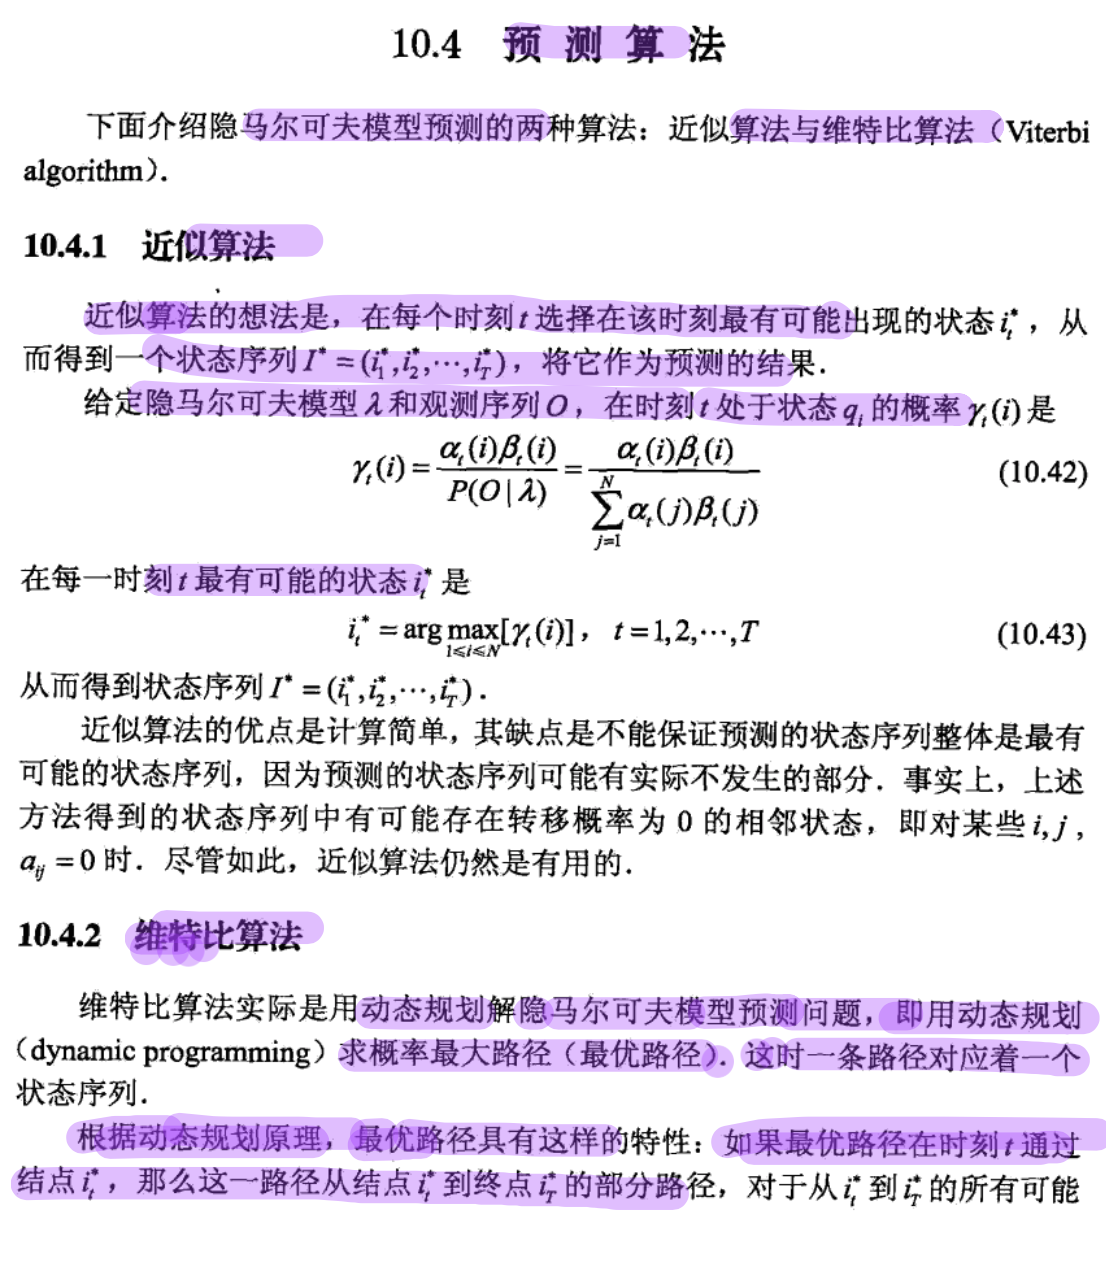 10.4 预测算法
下面介绍隐马尔可夫模型预测的两种算法：近似算法与维特比算法（Viterbi
algorithm）．
10.4.1 近似算法
近似算法的想法是，在每个时刻 t 选择在该时刻最有可能出现的状态 i_t^*，从
而得到一个状态序列 I^* = (i_1^*, i_2^*, ⋯, i_T^*)，将它作为预测的结果．
给定隐马尔可夫模型 λ 和观测序列 O，在时刻 t 处于状态 q_i 的概率 γ_t(i) 是
γ_t(i) = \frac{α_t(i)β_t(i)}{P(O|λ)} = \frac{α_t(i)β_t(i)}{\sum_{j=1}^{N} α_t(j)β_t(j)} (10.42)
在每一时刻 t 最有可能的状态 i_t^* 是
i_t^* = arg max_{1≤i≤N} [γ_t(i)]， t = 1, 2, ⋯, T (10.43)
从而得到状态序列 I^* = (i_1^*, i_2^*, ⋯, i_T^*)．
近似算法的优点是计算简单，其缺点是不能保证预测的状态序列整体是最有
可能的状态序列，因为预测的状态序列可能有实际不发生的部分．事实上，上述
方法得到的状态序列中有可能存在转移概率为 0 的相邻状态，即对某些 i, j，
a_{ij} = 0 时．尽管如此，近似算法仍然是有用的．
10.4.2 维特比算法
维特比算法实际是用动态规划解隐马尔可夫模型预测问题，即用动态规划
（dynamic programming）求概率最大路径（最优路径）．这时一条路径对应着一个
状态序列．
根据动态规划原理，最优路径具有这样的特性：如果最优路径在时刻 t 通过
结点 i_t^*，那么这一路径从结点 i_t^* 到终点 i_T^* 的部分路径，对于从 i_t^* 到 i_T^* 的所有可能